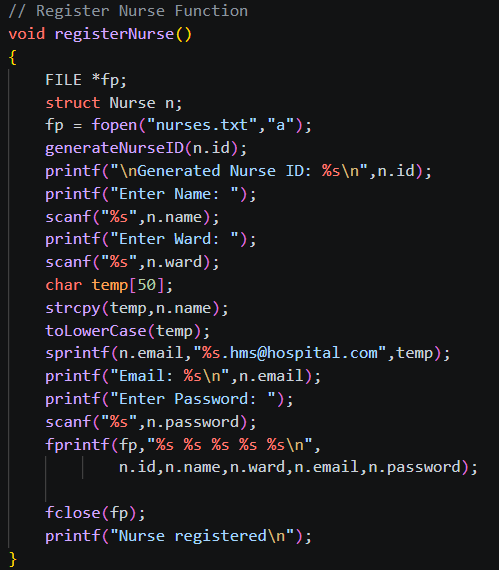 // Register Nurse Function
void registerNurse()
{
    FILE *fp;
    struct Nurse n;
    fp = fopen("nurses.txt","a");
    generateNurseID(n.id);
    printf("\nGenerated Nurse ID: %s\n",n.id);
    printf("Enter Name: ");
    scanf("%s",n.name);
    printf("Enter Ward: ");
    scanf("%s",n.ward);
    char temp[50];
    strcpy(temp,n.name);
    toLowerCase(temp);
    sprintf(n.email,"%s.hms@hospital.com",temp);
    printf("Email: %s\n",n.email);
    printf("Enter Password: ");
    scanf("%s",n.password);
    fprintf(fp,"%s %s %s %s %s\n",
            n.id,n.name,n.ward,n.email,n.password);

    fclose(fp);
    printf("Nurse registered\n");
}